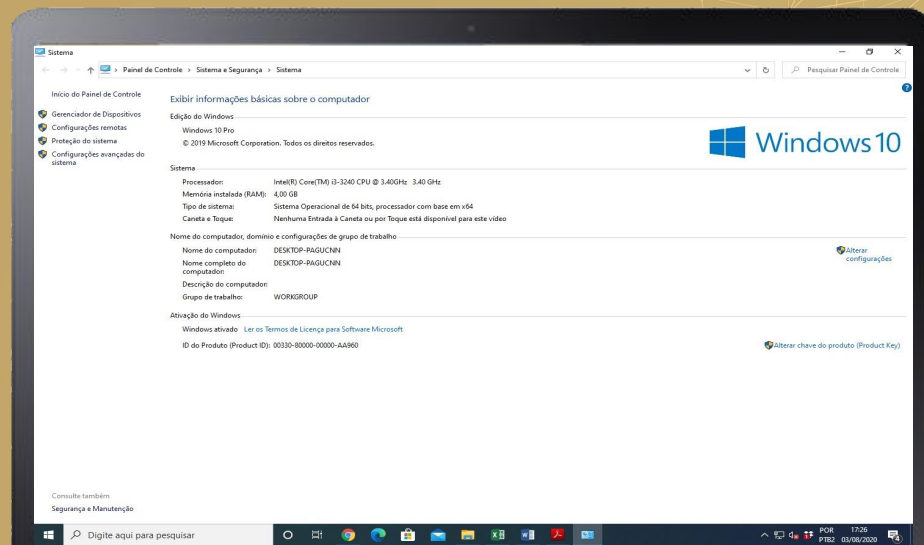 Sistema
Painel de Controle > Sistema e Segurança > Sistema
Pesquisar Painel de Controle
Início do Painel de Controle
Gerenciador de Dispositivos
Configurações remotas
Proteção do sistema
Configurações avançadas do
sistema
Exibir informações básicas sobre o computador
Edição do Windows
Windows 10 Pro
© 2019 Microsoft Corporation. Todos os direitos reservados.
Windows 10
Sistema
Processador: Intel(R) Core(TM) i3-3240 CPU @ 3.40GHz 3.40 GHz
Memória instalada (RAM): 4,00 GB
Tipo de sistema: Sistema Operacional de 64 bits, processador com base em x64
Caneta e Toque: Nenhuma Entrada à Caneta ou por Toque está disponível para este vídeo
Nome do computador, domínio e configurações de grupo de trabalho
Nome do computador: DESKTOP-PAGUCNN
Alterar
configurações
Nome completo do
computador: DESKTOP-PAGUCNN
Descrição do computador:
Grupo de trabalho: WORKGROUP
Ativação do Windows
Windows ativado Ler os Termos de Licença para Software Microsoft
ID do Produto (Product ID): 00330-80000-00000-AA960
Alterar chave do produto (Product Key)
Consulte também
Segurança e Manutenção
Digite aqui para pesquisar
POR 17:26
PTB2 03/08/2020
4